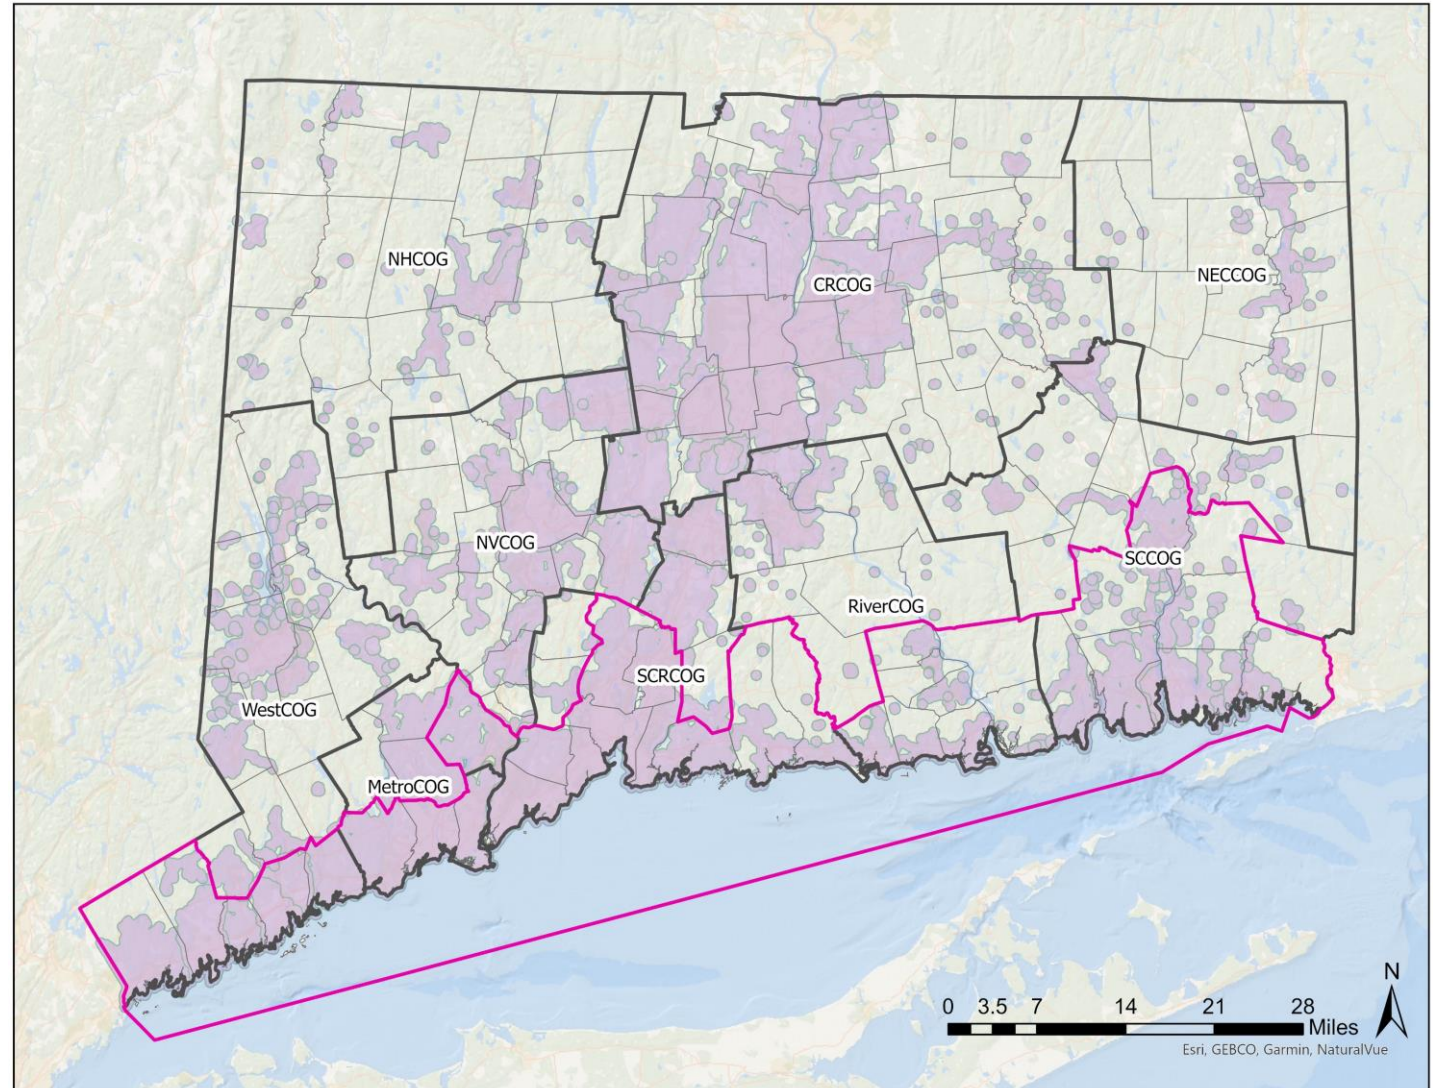 NHCOG
CRCOG
NECCOG
NVCOG
SCCOG
RiverCOG
SCRCOG
WestCOG
MetroCOG
N
0 3.5 7 14 21 28
Miles
Esri, GEBCO, Garmin, NaturalVue